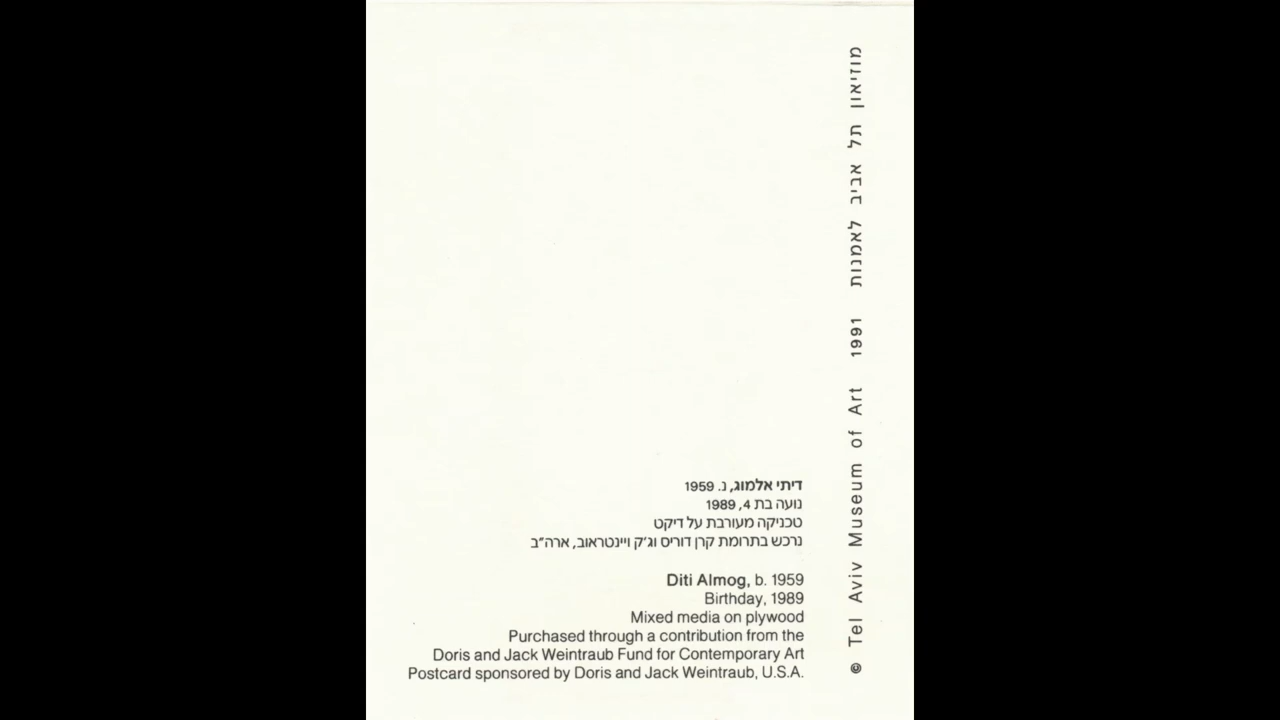 דיתי אלמוג, נ. 1959
נועה בת 4, 1989
טכניקה מעורבת על דיקט
נרכש בתרומת קרן דוריס וג'ק ויינטראוב, ארה"ב
Diti Almog, b. 1959
Birthday, 1989
Mixed media on plywood
Purchased through a contribution from the
Doris and Jack Weintraub Fund for Contemporary Art
Postcard sponsored by Doris and Jack Weintraub, U.S.A.
© Tel Aviv Museum of Art 1991 מוזיאון תל אביב לאמנות